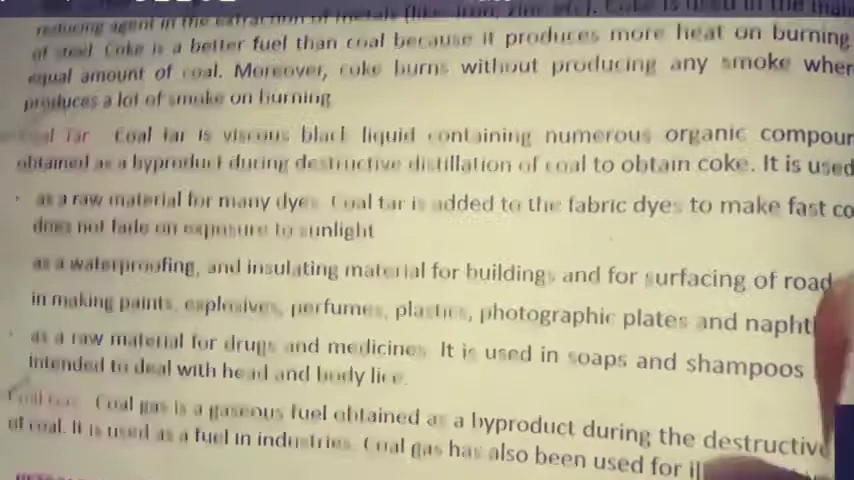 reducing agent in the extraction of metals (like iron, zinc etc). Coke is used in the
of steel. Coke is a better fuel than coal because it produces more heat on burning
equal amount of coal. Moreover, coke burns without producing any smoke wher
produces a lot of smoke on burning
Coal Tar Coal tar is viscous black liquid containing numerous organic compour
obtained as a byproduct during destructive distillation of coal to obtain coke. It is used
as a raw material for many dyes. Coal tar is added to the fabric dyes to make fast co
does not fade on exposure to sunlight
as a waterproofing, and insulating material for buildings and for surfacing of road
in making paints, explosives, perfumes, plastics, photographic plates and napht
as a raw material for drugs and medicines. It is used in soaps and shampoos
intended to deal with head and body lice.
Coal Gas Coal gas is a gaseous fuel obtained as a byproduct during the destructive
of coal. It is used as a fuel in industries. Coal gas has also been used for il